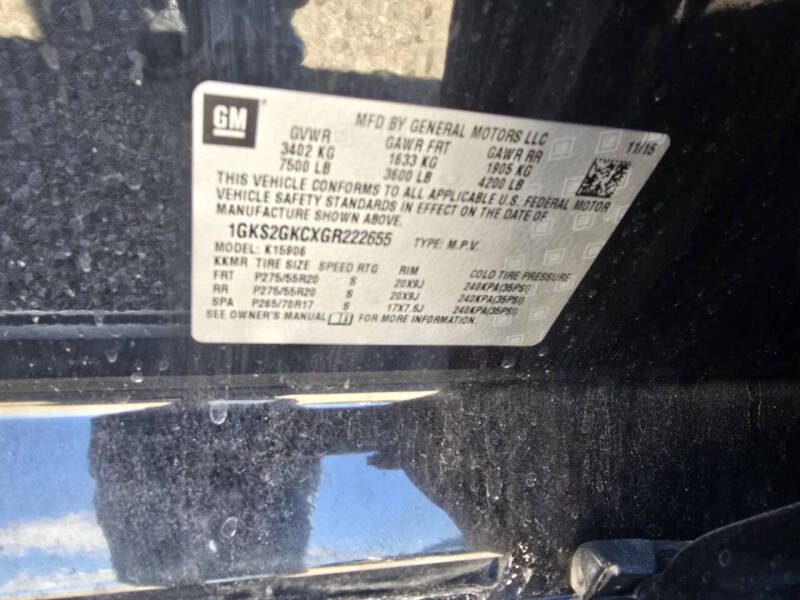 GM
MFD BY GENERAL MOTORS LLC
11/15
GVWR GAWR FRT GAWR RR
3402 KG 1633 KG 1905 KG
7500 LB 3600 LB 4200 LB
THIS VEHICLE CONFORMS TO ALL APPLICABLE U.S. FEDERAL MOTOR
VEHICLE SAFETY STANDARDS IN EFFECT ON THE DATE OF
MANUFACTURE SHOWN ABOVE.
1GKS2GKCXGR222655 TYPE: M.P.V.
MODEL: K15906
KKMR TIRE SIZE SPEED RTG RIM COLD TIRE PRESSURE
FRT P275/55R20 S 20X9J 240KPA(35PSI)
RR P275/55R20 S 20X9J 240KPA(35PSI)
SPA P265/70R17 S 17X7.5J 240KPA(35PSI)
SEE OWNER'S MANUAL FOR MORE INFORMATION.